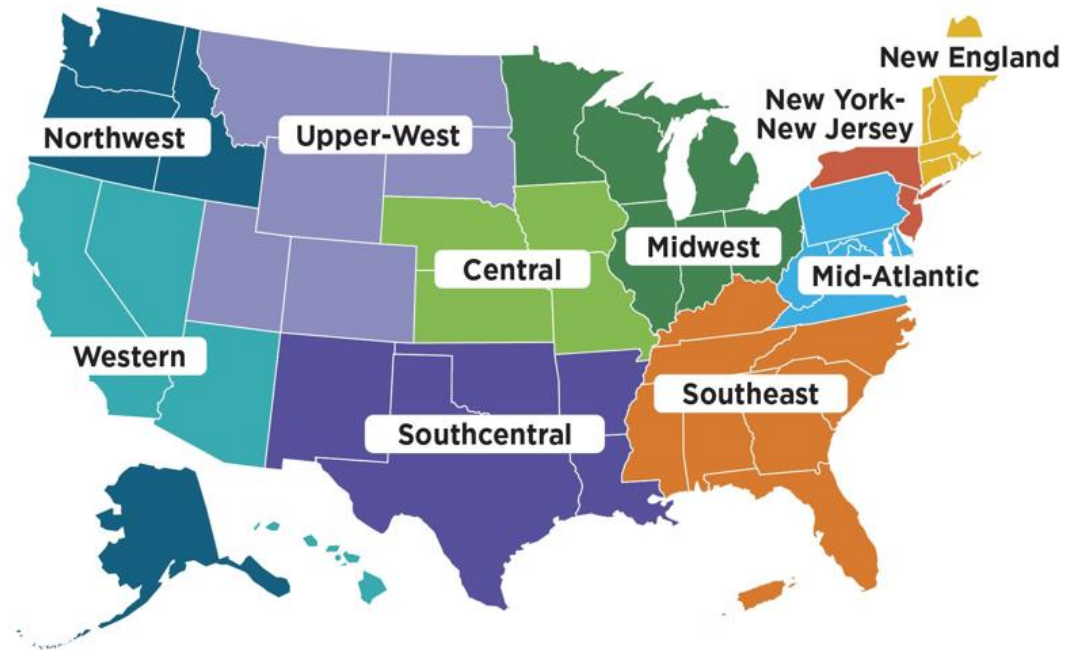 New England
New York-
New Jersey
Northwest
Upper-West
Midwest
Central
Mid-Atlantic
Western
Southeast
Southcentral